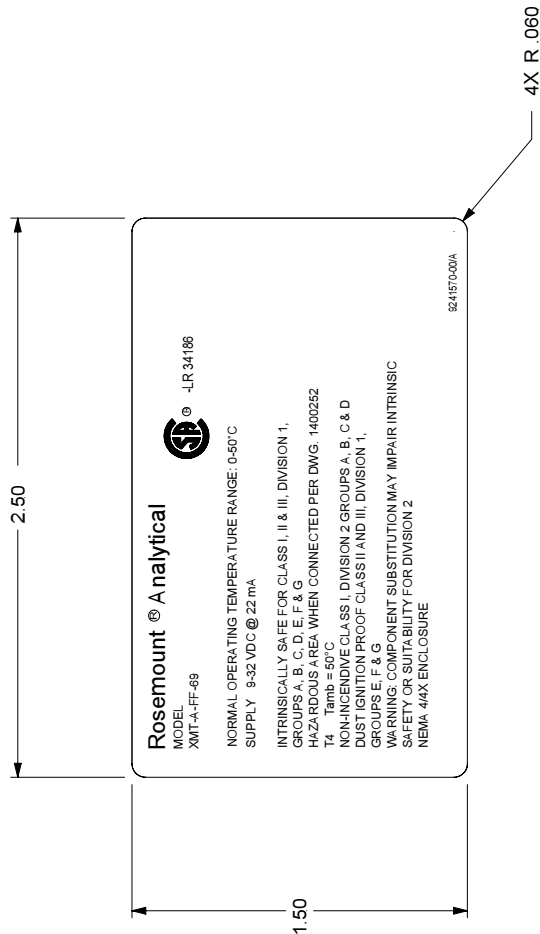 2.50
4X R .060
1.50
Rosemount ® Analytical
MODEL
XMT-A-FF-69
CSA ® -LR 34186
NORMAL OPERATING TEMPERATURE RANGE: 0-50°C
SUPPLY 9-32 VDC @ 22 mA
INTRINSICALLY SAFE FOR CLASS I, II & III, DIVISION 1,
GROUPS A, B, C, D, E, F & G
HAZARDOUS AREA WHEN CONNECTED PER DWG. 1400252
T4 Tamb = 50°C
NON-INCENDIVE CLASS I, DIVISION 2 GROUPS A, B, C & D
DUST IGNITION PROOF CLASS II AND III, DIVISION 1,
GROUPS E, F & G
WARNING: COMPONENT SUBSTITUTION MAY IMPAIR INTRINSIC
SAFETY OR SUITABILITY FOR DIVISION 2
NEMA 4/4X ENCLOSURE
9241570-00/A